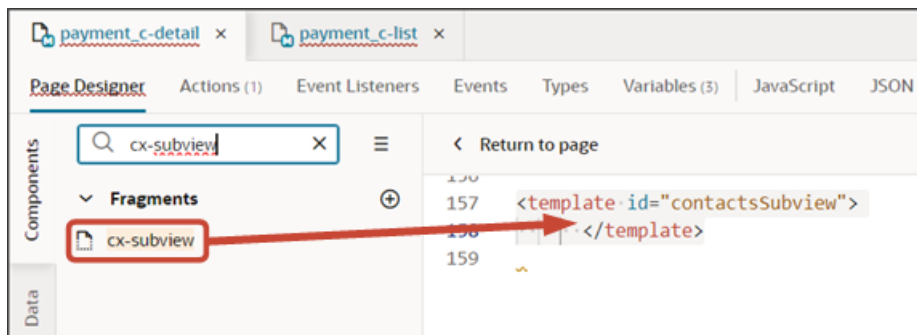 payment_c-detail × payment_c-list ×
Page Designer Actions (1) Event Listeners Events Types Variables (3) JavaScript JSON
Components
cx-subview
Return to page
Fragments
cx-subview
157 <template id="contactsSubview">
158 </template>
159
Data